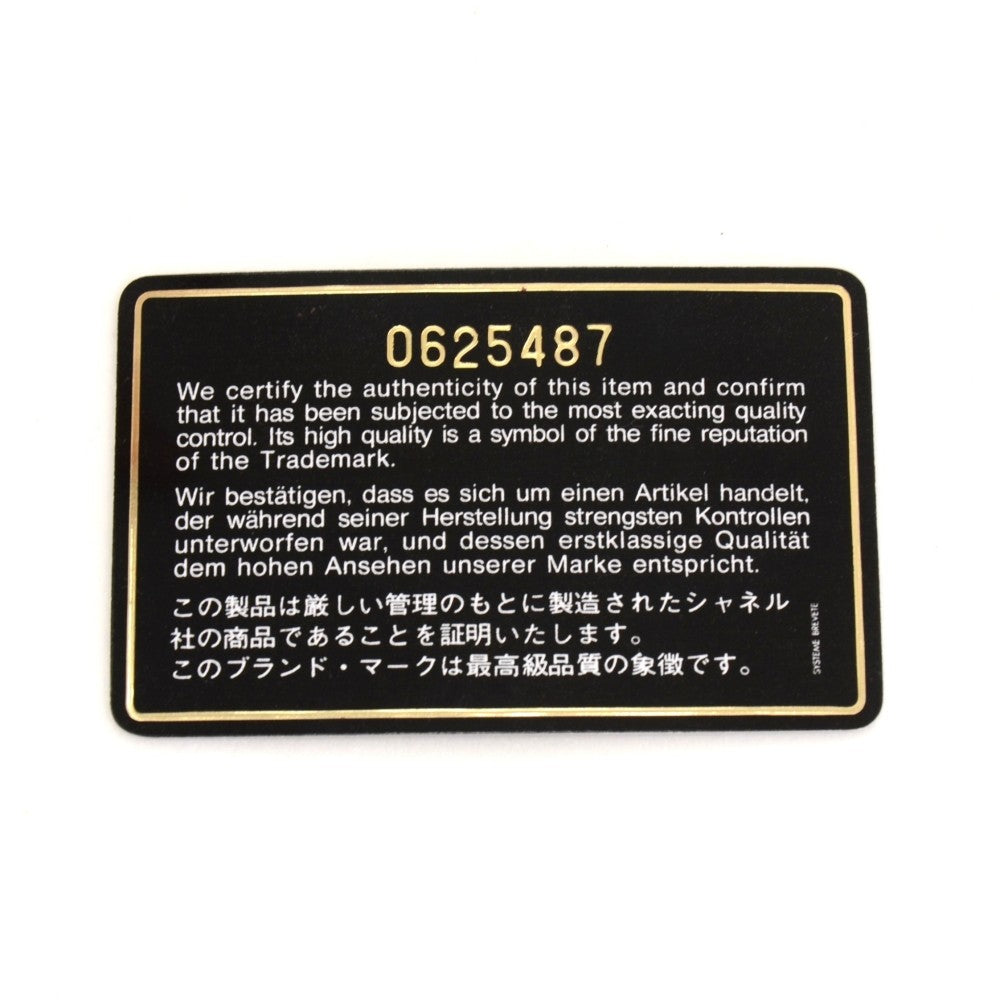 0625487
We certify the authenticity of this item and confirm
that it has been subjected to the most exacting quality
control. Its high quality is a symbol of the fine reputation
of the Trademark.
Wir bestätigen, dass es sich um einen Artikel handelt,
der während seiner Herstellung strengsten Kontrollen
unterworfen war, und dessen erstklassige Qualität
dem hohen Ansehen unserer Marke entspricht.
この製品は厳しい管理のもとに製造されたシャネル
社の商品であることを証明いたします。
このブランド・マークは最高級品質の象徴です。
SYSTEME BREVETE